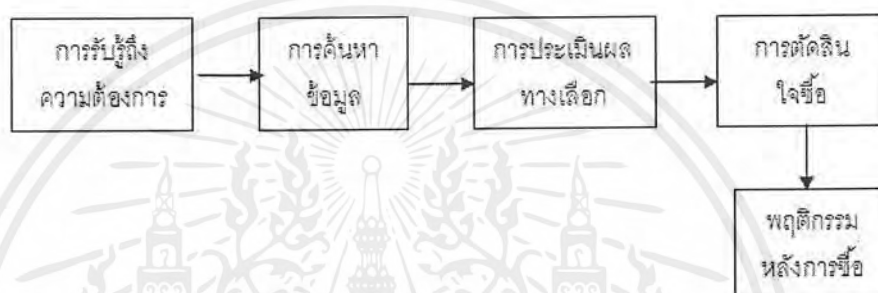 การรับรู้ถึง
ความต้องการ
การค้นหา
ข้อมูล
การประเมินผล
ทางเลือก
การตัดสิน
ใจซื้อ
พฤติกรรม
หลังการซื้อ